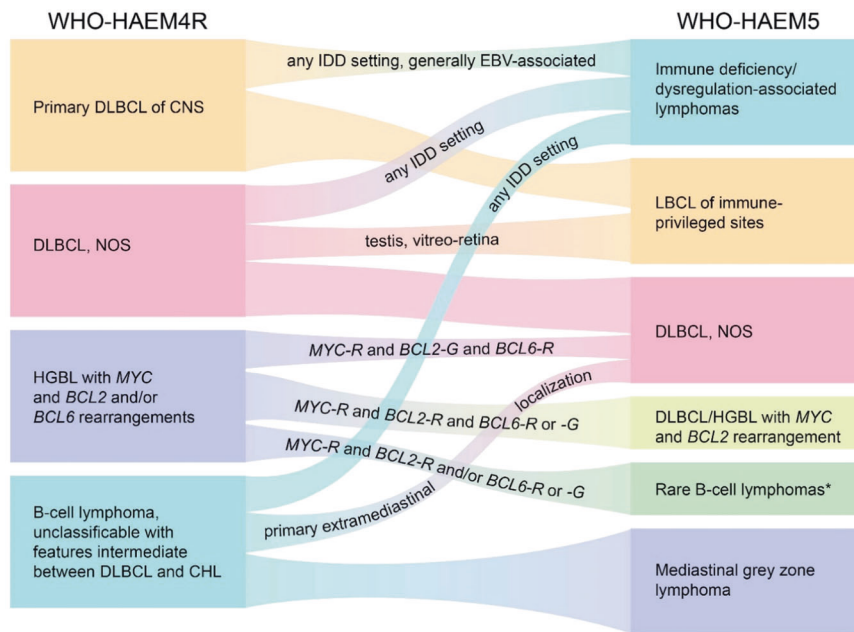 WHO-HAEM4R
WHO-HAEM5
Primary DLBCL of CNS
DLBCL, NOS
HGBL with MYC
and BCL2 and/or
BCL6 rearrangements
B-cell lymphoma,
unclassifiable with
features intermediate
between DLBCL and CHL
any IDD setting, generally EBV-associated
any IDD setting
any IDD setting
testis, vitreo-retina
MYC-R and BCL2-G and BCL6-R
MYC-R and BCL2-R and BCL6-R or -G
MYC-R and BCL2-R and/or BCL6-R or -G
primary extramediastinal localization
Immune deficiency/
dysregulation-associated
lymphomas
LBCL of immune-
privileged sites
DLBCL, NOS
DLBCL/HGBL with MYC
and BCL2 rearrangement
Rare B-cell lymphomas*
Mediastinal grey zone
lymphoma